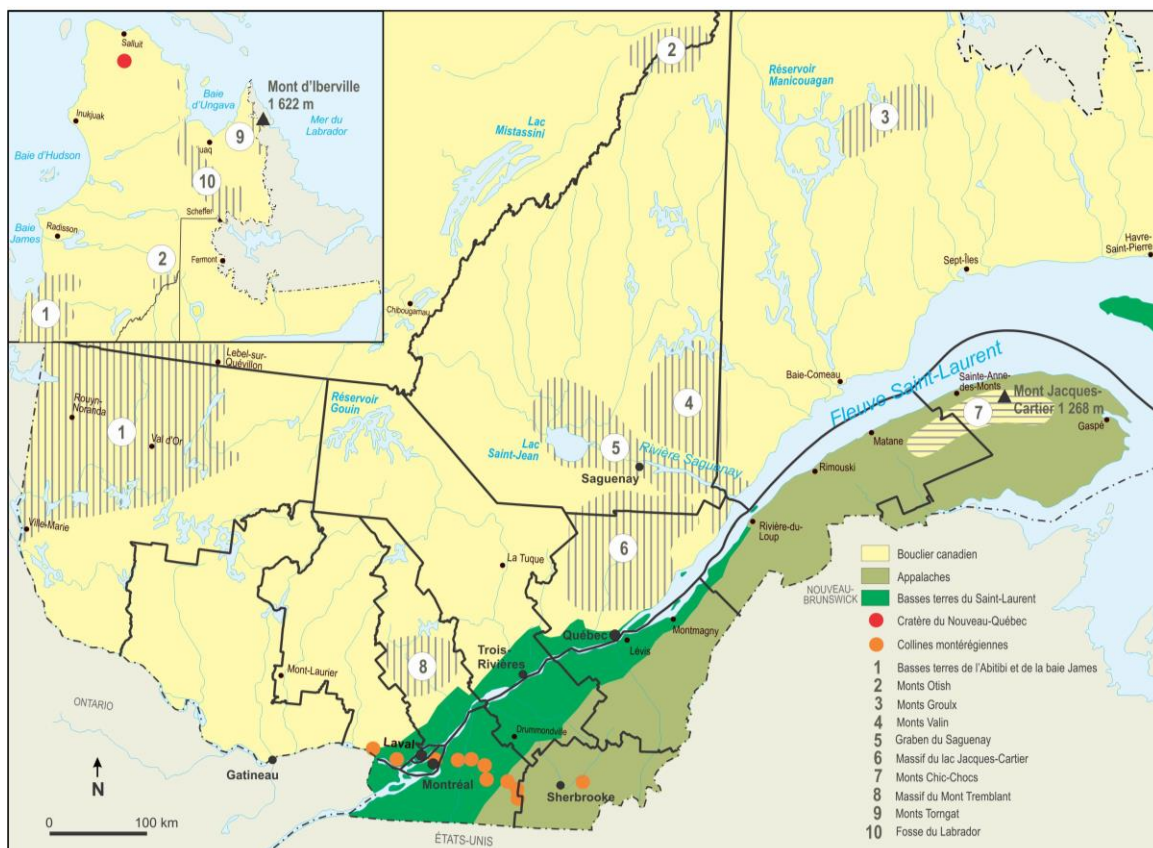 Salluit
Mont d'Iberville
1 622 m
Baie
d'Ungava
Mer du
Labrador
Inukjuak
9
uaq
Baie d'Hudson
10
Scheffer
Baie
James
Radisson
2
Fermont
1
2
Réservoir
Manicouagan
3
Lac
Mistassini
Chibougamau
Havre-
Saint-Pierre
Sept-Îles
Lebel-sur-
Quévillon
Rouyn-
Noranda
1
Val d'Or
Réservoir
Gouin
Baie-Comeau
Fleuve Saint-Laurent
Sainte-Anne-
des-Monts
Mont Jacques-
Cartier 1 268 m
7
Gaspé
4
Matane
Lac
Saint-Jean
5
Rivière Saguenay
Saguenay
Rimouski
Ville-Marie
Rivière-du-
Loup
6
La Tuque
NOUVEAU-
BRUNSWICK
Montmagny
Québec
Lévis
Trois-
Rivières
8
Mont-Laurier
ONTARIO
Drummondville
Laval
Gatineau
Montréal
Sherbrooke
N
0
100 km
ÉTATS-UNIS
Bouclier canadien
Appalaches
Basses terres du Saint-Laurent
Cratère du Nouveau-Québec
Collines montérégiennes
1 Basses terres de l'Abitibi et de la baie James
2 Monts Otish
3 Monts Groulx
4 Monts Valin
5 Graben du Saguenay
6 Massif du lac Jacques-Cartier
7 Monts Chic-Chocs
8 Massif du Mont Tremblant
9 Monts Torngat
10 Fosse du Labrador